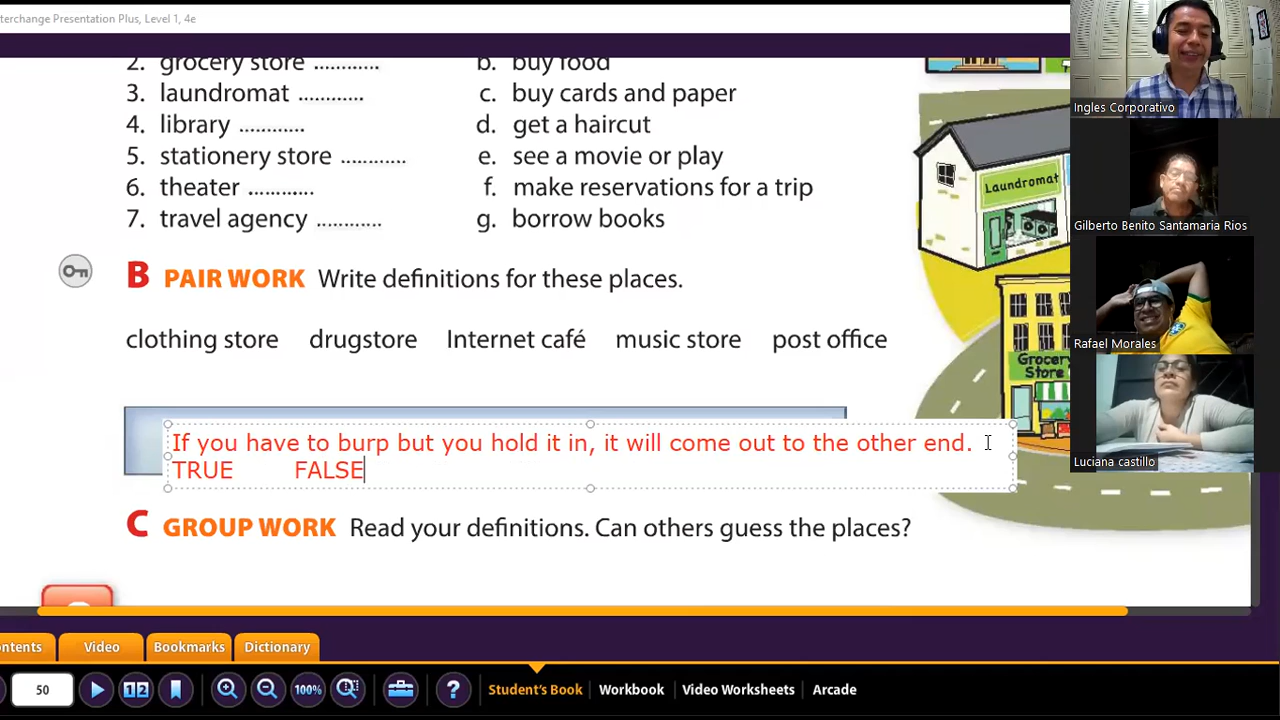 nterchange Presentation Plus, Level 1, 4e
2. grocery store ...........
b. buy food
3. laundromat ............
c. buy cards and paper
4. library ............
d. get a haircut
5. stationery store ............
e. see a movie or play
6. theater ............
f. make reservations for a trip
7. travel agency ............
g. borrow books
B PAIR WORK Write definitions for these places.
clothing store drugstore Internet café music store post office
If you have to burp but you hold it in, it will come out to the other end.
TRUE FALSE
C GROUP WORK Read your definitions. Can others guess the places?
Laundromat
Grocery
Store
Ingles Corporativo
Gilberto Benito Santamaria Rios
Rafael Morales
Luciana castillo
ontents Video Bookmarks Dictionary
50 12 100% ? Student's Book Workbook Video Worksheets Arcade